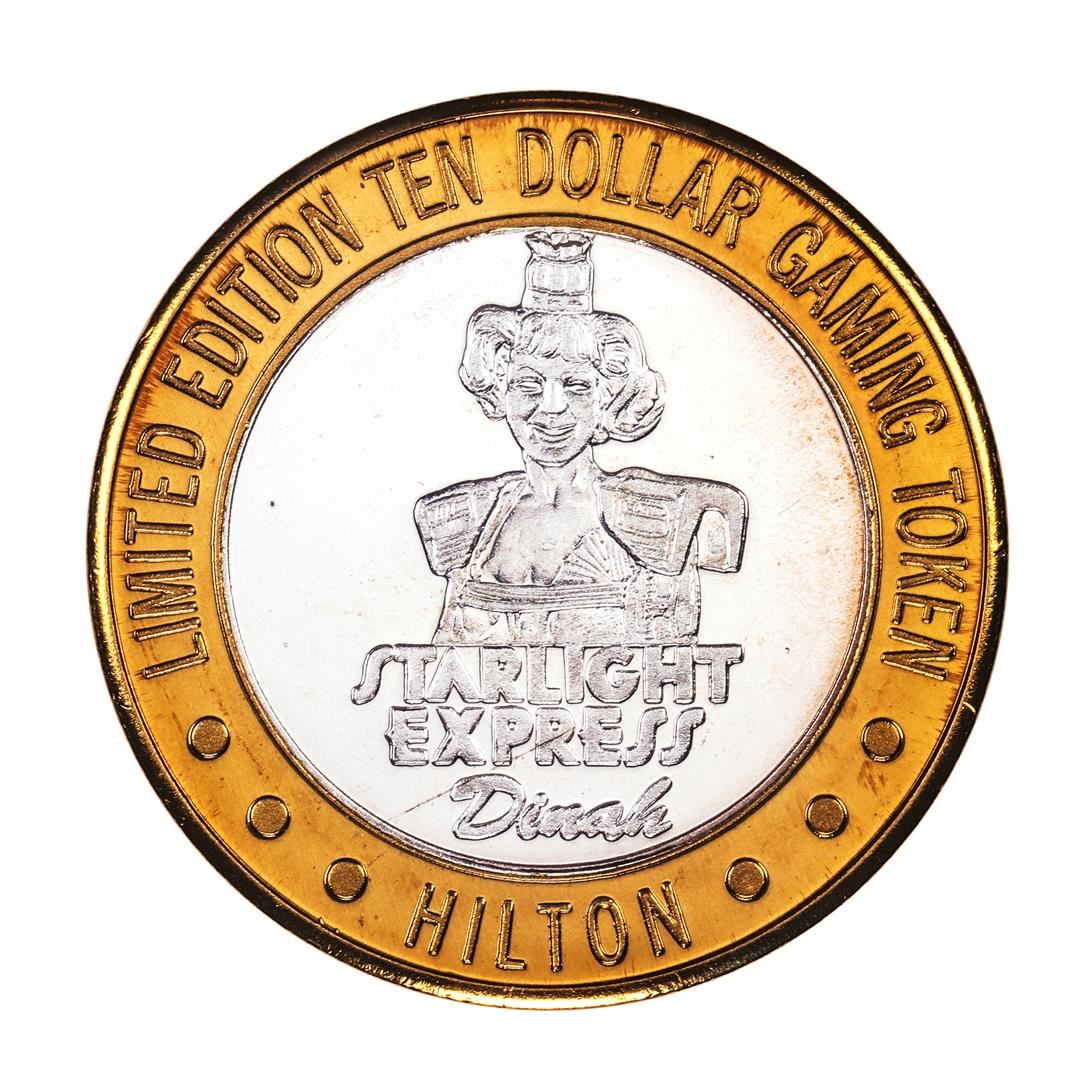 LIMITED EDITION TEN DOLLAR GAMING TOKEN
STARLIGHT
EXPRESS
Dinah
HILTON